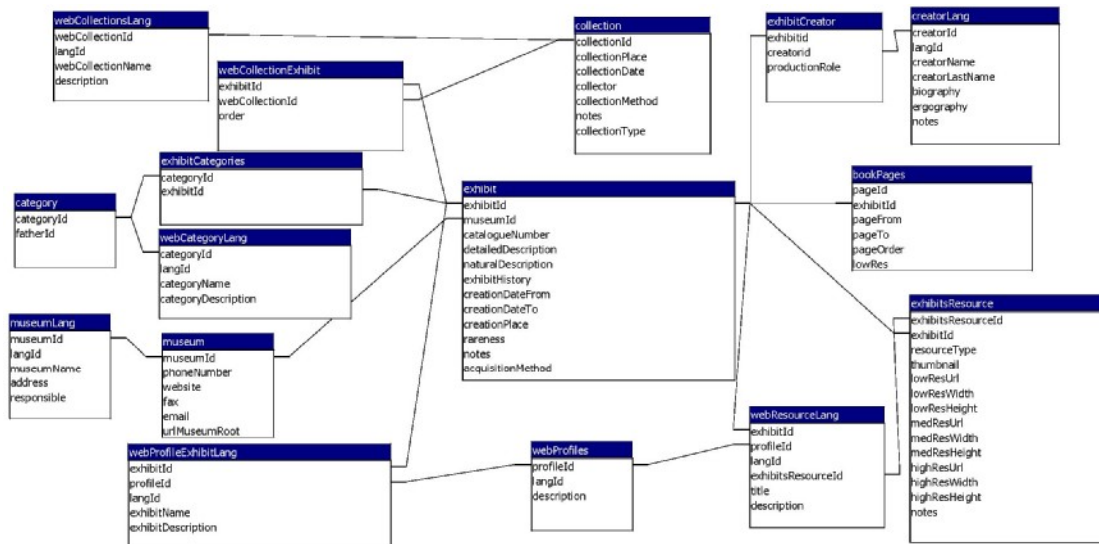 webCollectionsLang
webCollectionId
langId
webCollectionName
description
webCollectionExhibit
exhibitId
webCollectionId
order
collection
collectionId
collectionPlace
collectionDate
collector
collectionMethod
notes
collectionType
exhibitCreator
exhibitid
creatorid
productionRole
creatorLang
creatorId
langId
creatorName
creatorLastName
biography
ergography
notes
exhibitCategories
categoryId
exhibitId
category
categoryId
fatherId
webCategoryLang
categoryId
langId
categoryName
categoryDescription
exhibit
exhibitId
museumId
catalogueNumber
detailedDescription
naturalDescription
exhibitHistory
creationDateFrom
creationDateTo
creationPlace
rareness
notes
acquisitionMethod
bookPages
pageId
exhibitId
pageFrom
pageTo
pageOrder
lowRes
museumLang
museumId
langId
museumName
address
responsible
museum
museumId
phoneNumber
website
fax
email
urlMuseumRoot
exhibitsResource
exhibitsResourceId
exhibitId
resourceType
thumbnail
lowResUrl
lowResWidth
lowResHeight
medResUrl
medResWidth
medResHeight
highResUrl
highResWidth
highResHeight
notes
webProfileExhibitLang
exhibitId
profileId
langId
exhibitName
exhibitDescription
webProfiles
profileId
langId
description
webResourceLang
exhibitId
profileId
langId
exhibitsResourceId
title
description